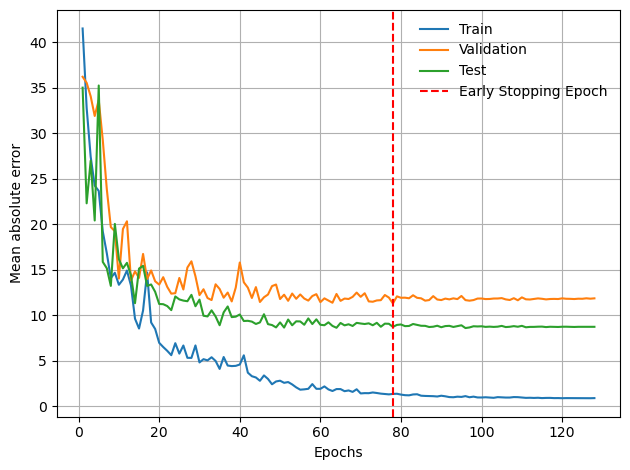 Train
Validation
Test
Early Stopping Epoch
Mean absolute error
40
35
30
25
20
15
10
5
0
0 20 40 60 80 100 120
Epochs